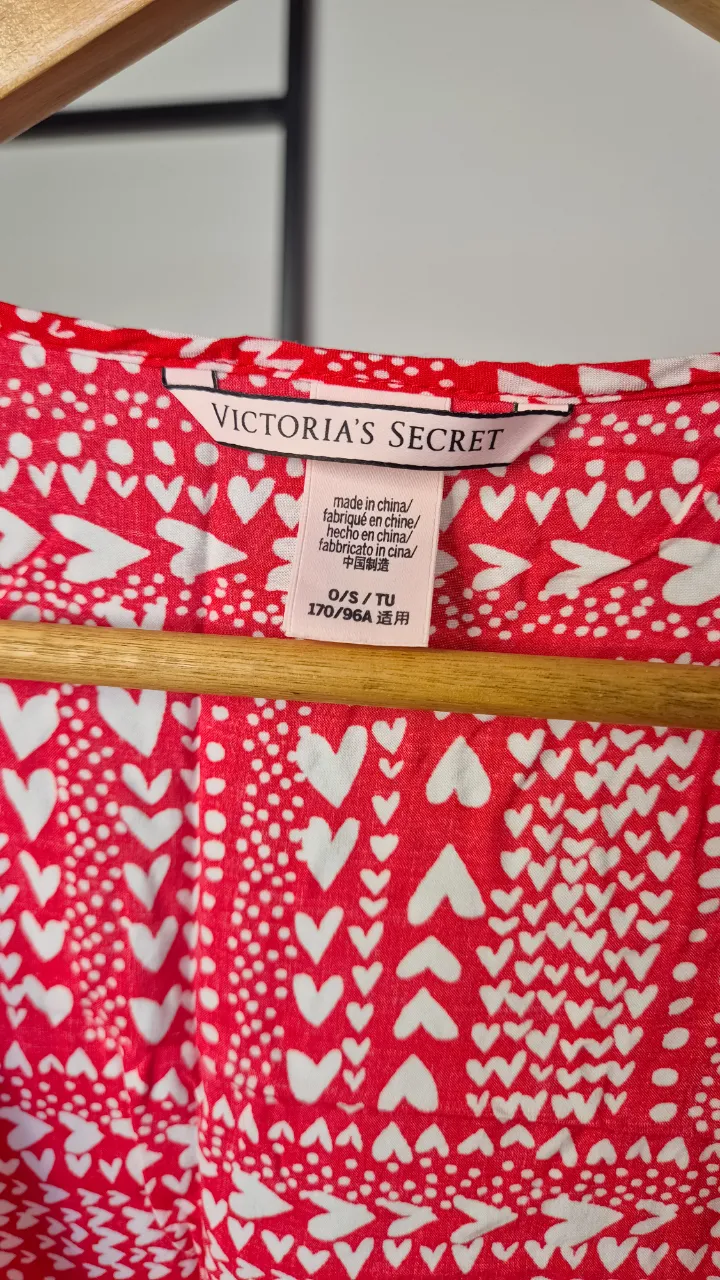 VICTORIA'S SECRET
made in china/
fabriqué en chine/
hecho en china/
fabbricato in cina/
中国制造
O/S / TU
170/96A 适用